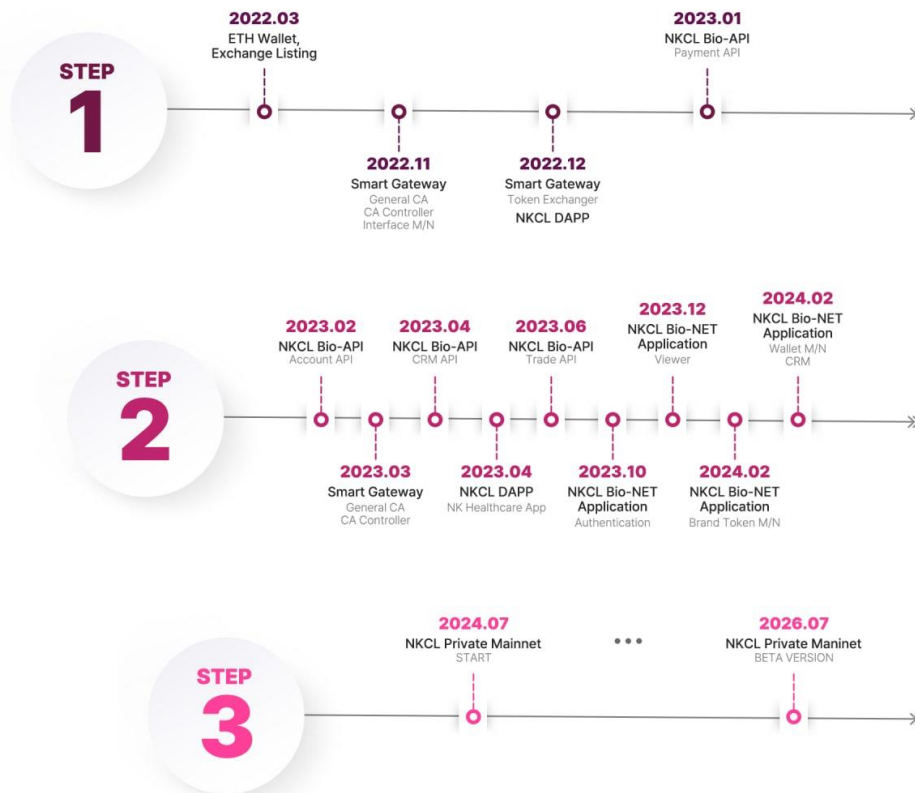 STEP
1
2022.03
ETH Wallet,
Exchange Listing
2022.11
Smart Gateway
General CA
CA Controller
Interface M/N
2022.12
Smart Gateway
Token Exchanger
NKCL DAPP
2023.01
NKCL Bio-API
Payment API
STEP
2
2023.02
NKCL Bio-API
Account API
2023.03
Smart Gateway
General CA
CA Controller
2023.04
NKCL Bio-API
CRM API
2023.04
NKCL DAPP
NK Healthcare App
2023.06
NKCL Bio-API
Trade API
2023.10
NKCL Bio-NET
Application
Authentication
2023.12
NKCL Bio-NET
Application
Viewer
2024.02
NKCL Bio-NET
Application
Brand Token M/N
2024.02
NKCL Bio-NET
Application
Wallet M/N
CRM
STEP
3
2024.07
NKCL Private Mainnet
START
•••
2026.07
NKCL Private Maninet
BETA VERSION